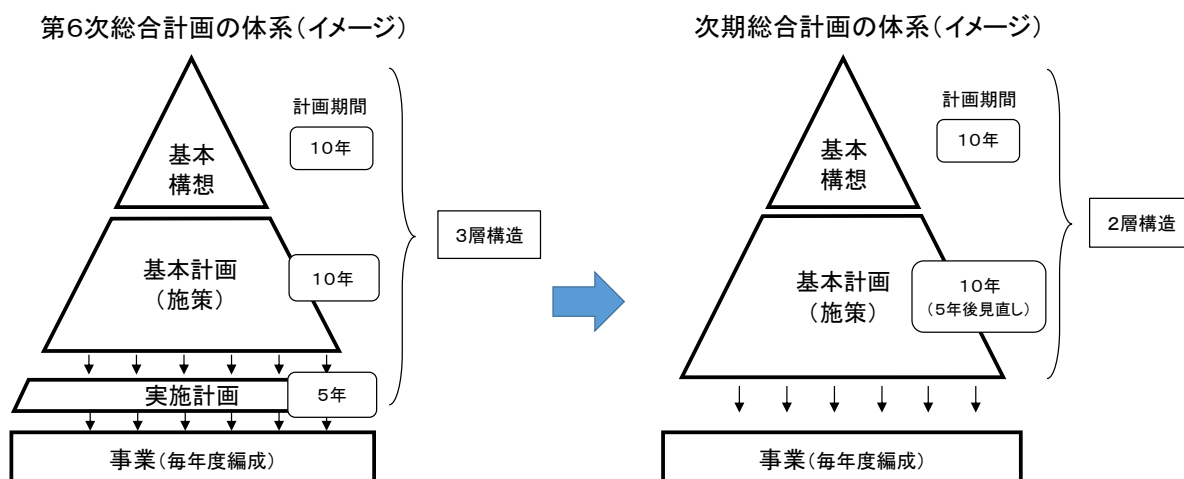 第6次総合計画の体系(イメージ)
計画期間
基本
構想
10年
基本計画
(施策)
10年
3層構造
実施計画
5年
事業(毎年度編成)
次期総合計画の体系(イメージ)
計画期間
基本
構想
10年
基本計画
(施策)
10年
(5年後見直し)
2層構造
事業(毎年度編成)